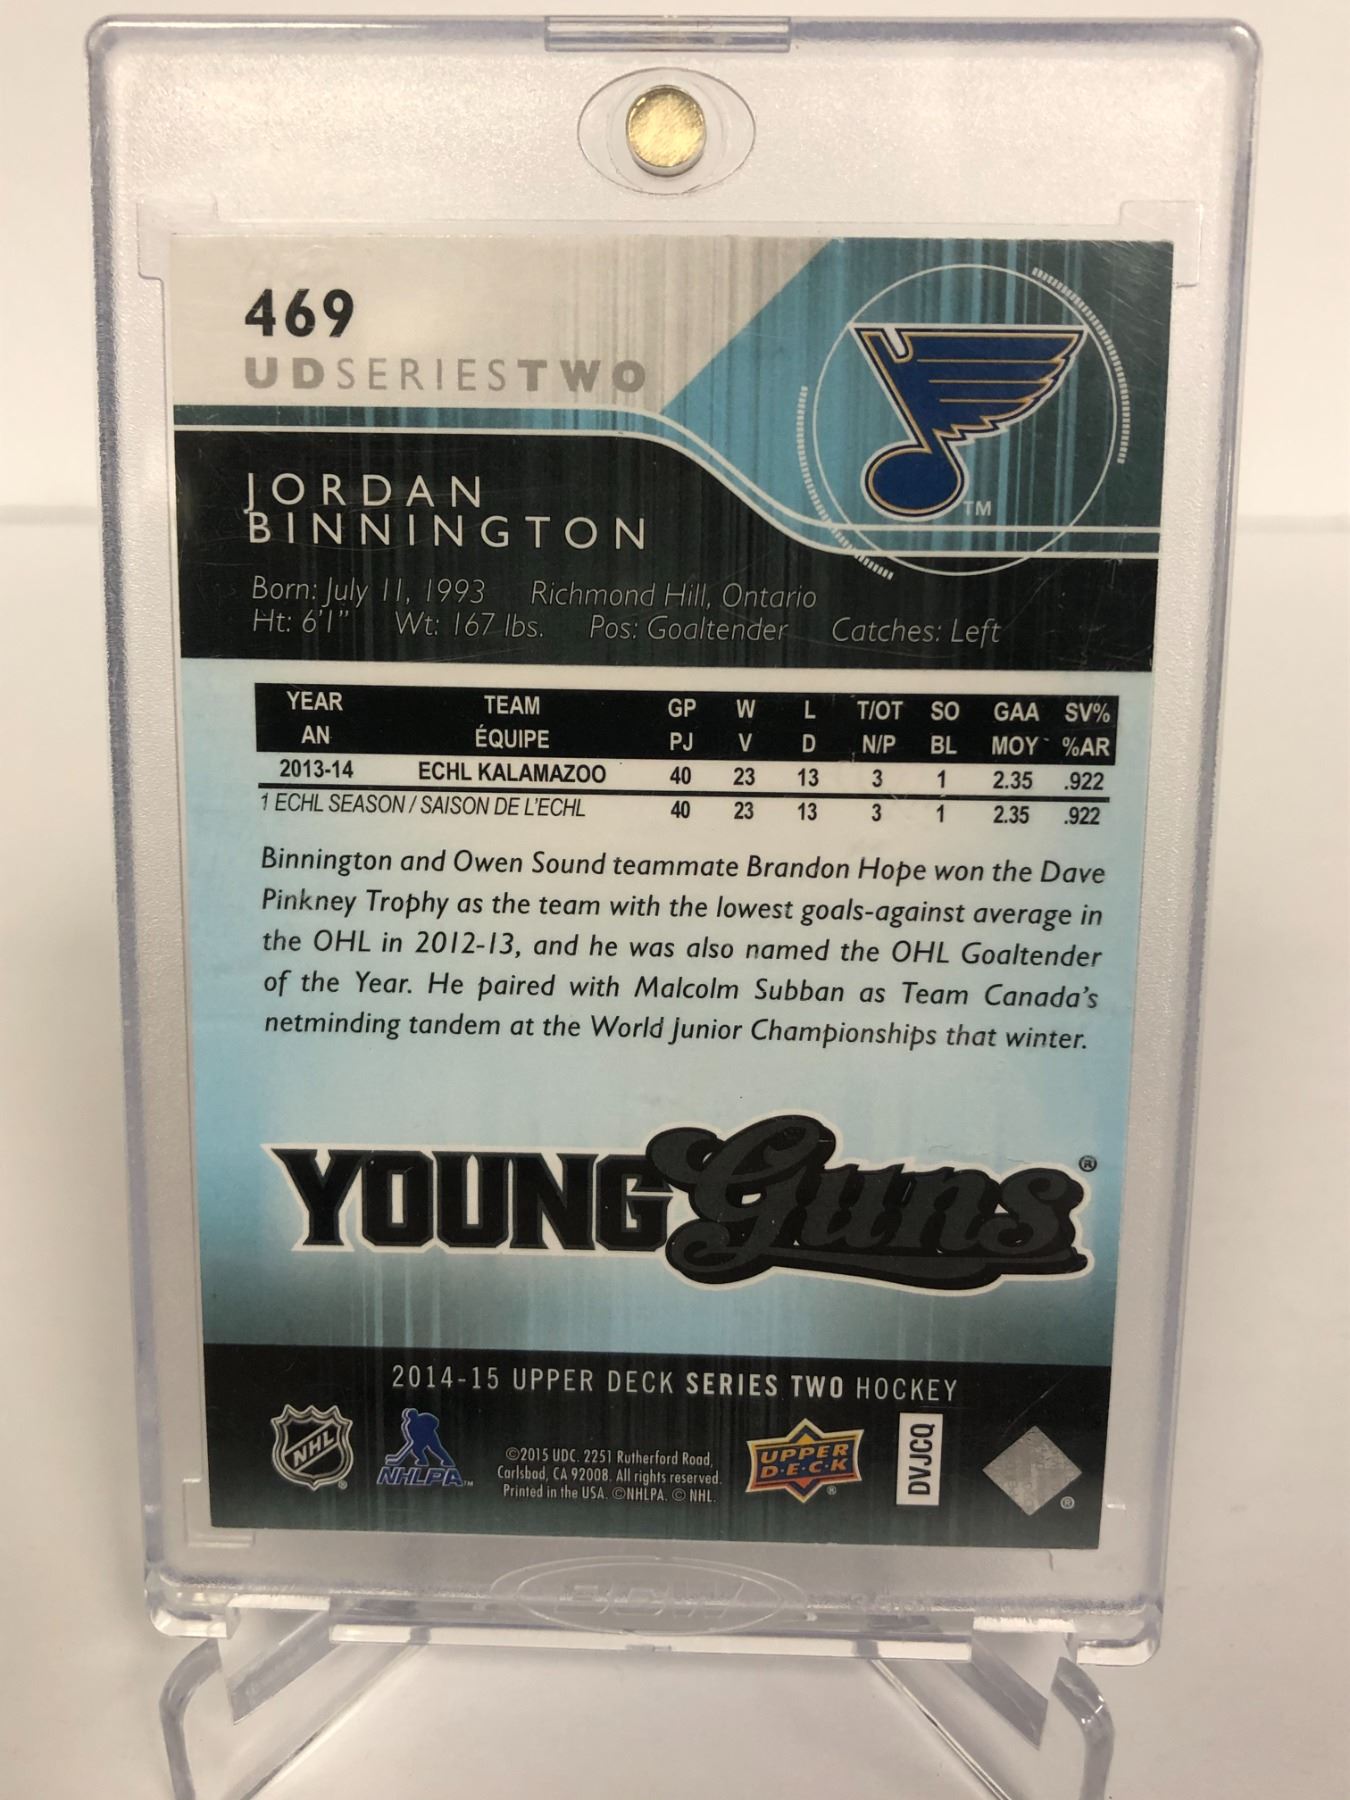 469
UDSERIESTWO
TM
JORDAN
BINNINGTON
Born: July 11, 1993 Richmond Hill, Ontario
Ht: 6'1" Wt: 167 lbs. Pos: Goaltender Catches: Left
YEAR TEAM GP W L T/OT SO GAA SV%
AN ÉQUIPE PJ V D N/P BL MOY %AR
2013-14 ECHL KALAMAZOO 40 23 13 3 1 2.35 .922
1 ECHL SEASON / SAISON DE L'ECHL 40 23 13 3 1 2.35 .922
Binnington and Owen Sound teammate Brandon Hope won the Dave
Pinkney Trophy as the team with the lowest goals-against average in
the OHL in 2012-13, and he was also named the OHL Goaltender
of the Year. He paired with Malcolm Subban as Team Canada's
netminding tandem at the World Junior Championships that winter.
YOUNG Guns®
2014-15 UPPER DECK SERIES TWO HOCKEY
NHL ®
NHLPA™
©2015 UDC. 2251 Rutherford Road,
Carlsbad, CA 92008. All rights reserved.
Printed in the USA. ©NHLPA. © NHL.
UPPER
D·E·C·K
®
DVJCQ
®
BCW